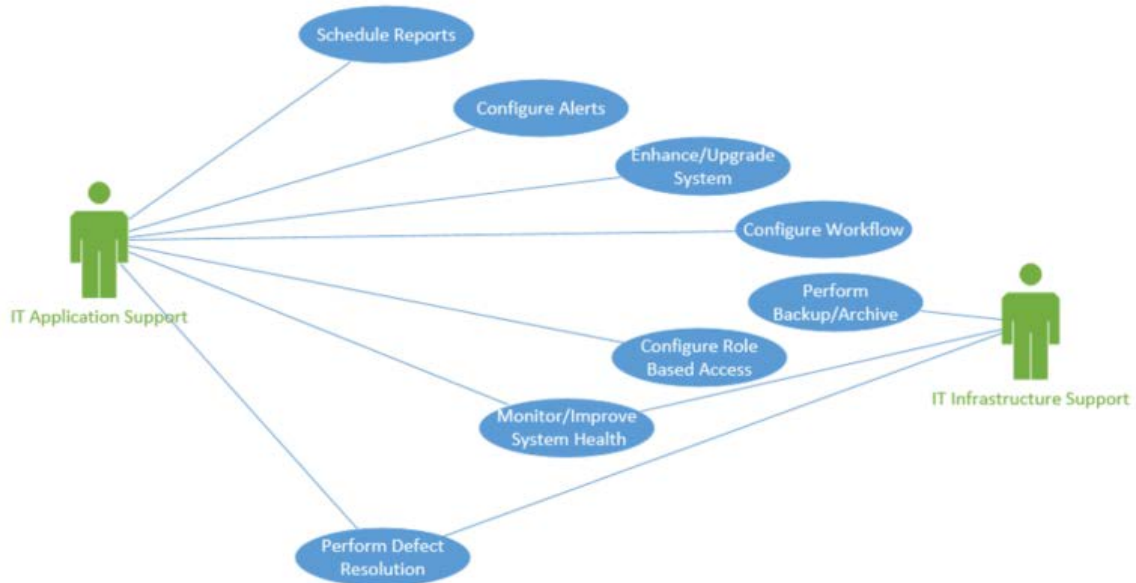 Schedule Reports
Configure Alerts
Enhance/Upgrade
System
Configure Workflow
Perform
Backup/Archive
IT Application Support
Configure Role
Based Access
IT Infrastructure Support
Monitor/Improve
System Health
Perform Defect
Resolution